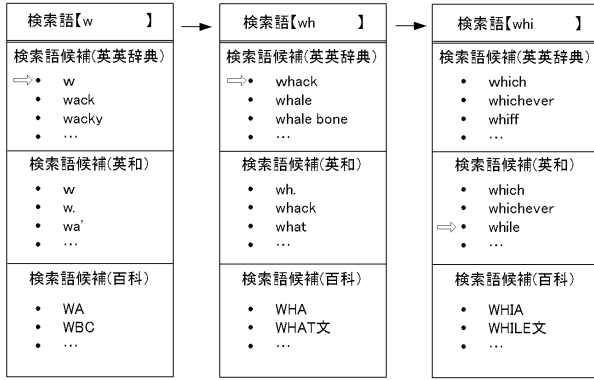 検索語【w 】
検索語候補(英英辞典)
• w
• wack
• wacky
• …
検索語候補(英和)
• w
• w.
• wa'
• …
検索語候補(百科)
• WA
• WBC
• …
検索語【wh 】
検索語候補(英英辞典)
• whack
• whale
• whale bone
• …
検索語候補(英和)
• wh.
• whack
• what
• …
検索語候補(百科)
• WHA
• WHAT文
• …
検索語【whi 】
検索語候補(英英辞典)
• which
• whichever
• whiff
• …
検索語候補(英和)
• which
• whichever
• while
• …
検索語候補(百科)
• WHIA
• WHILE文
• …